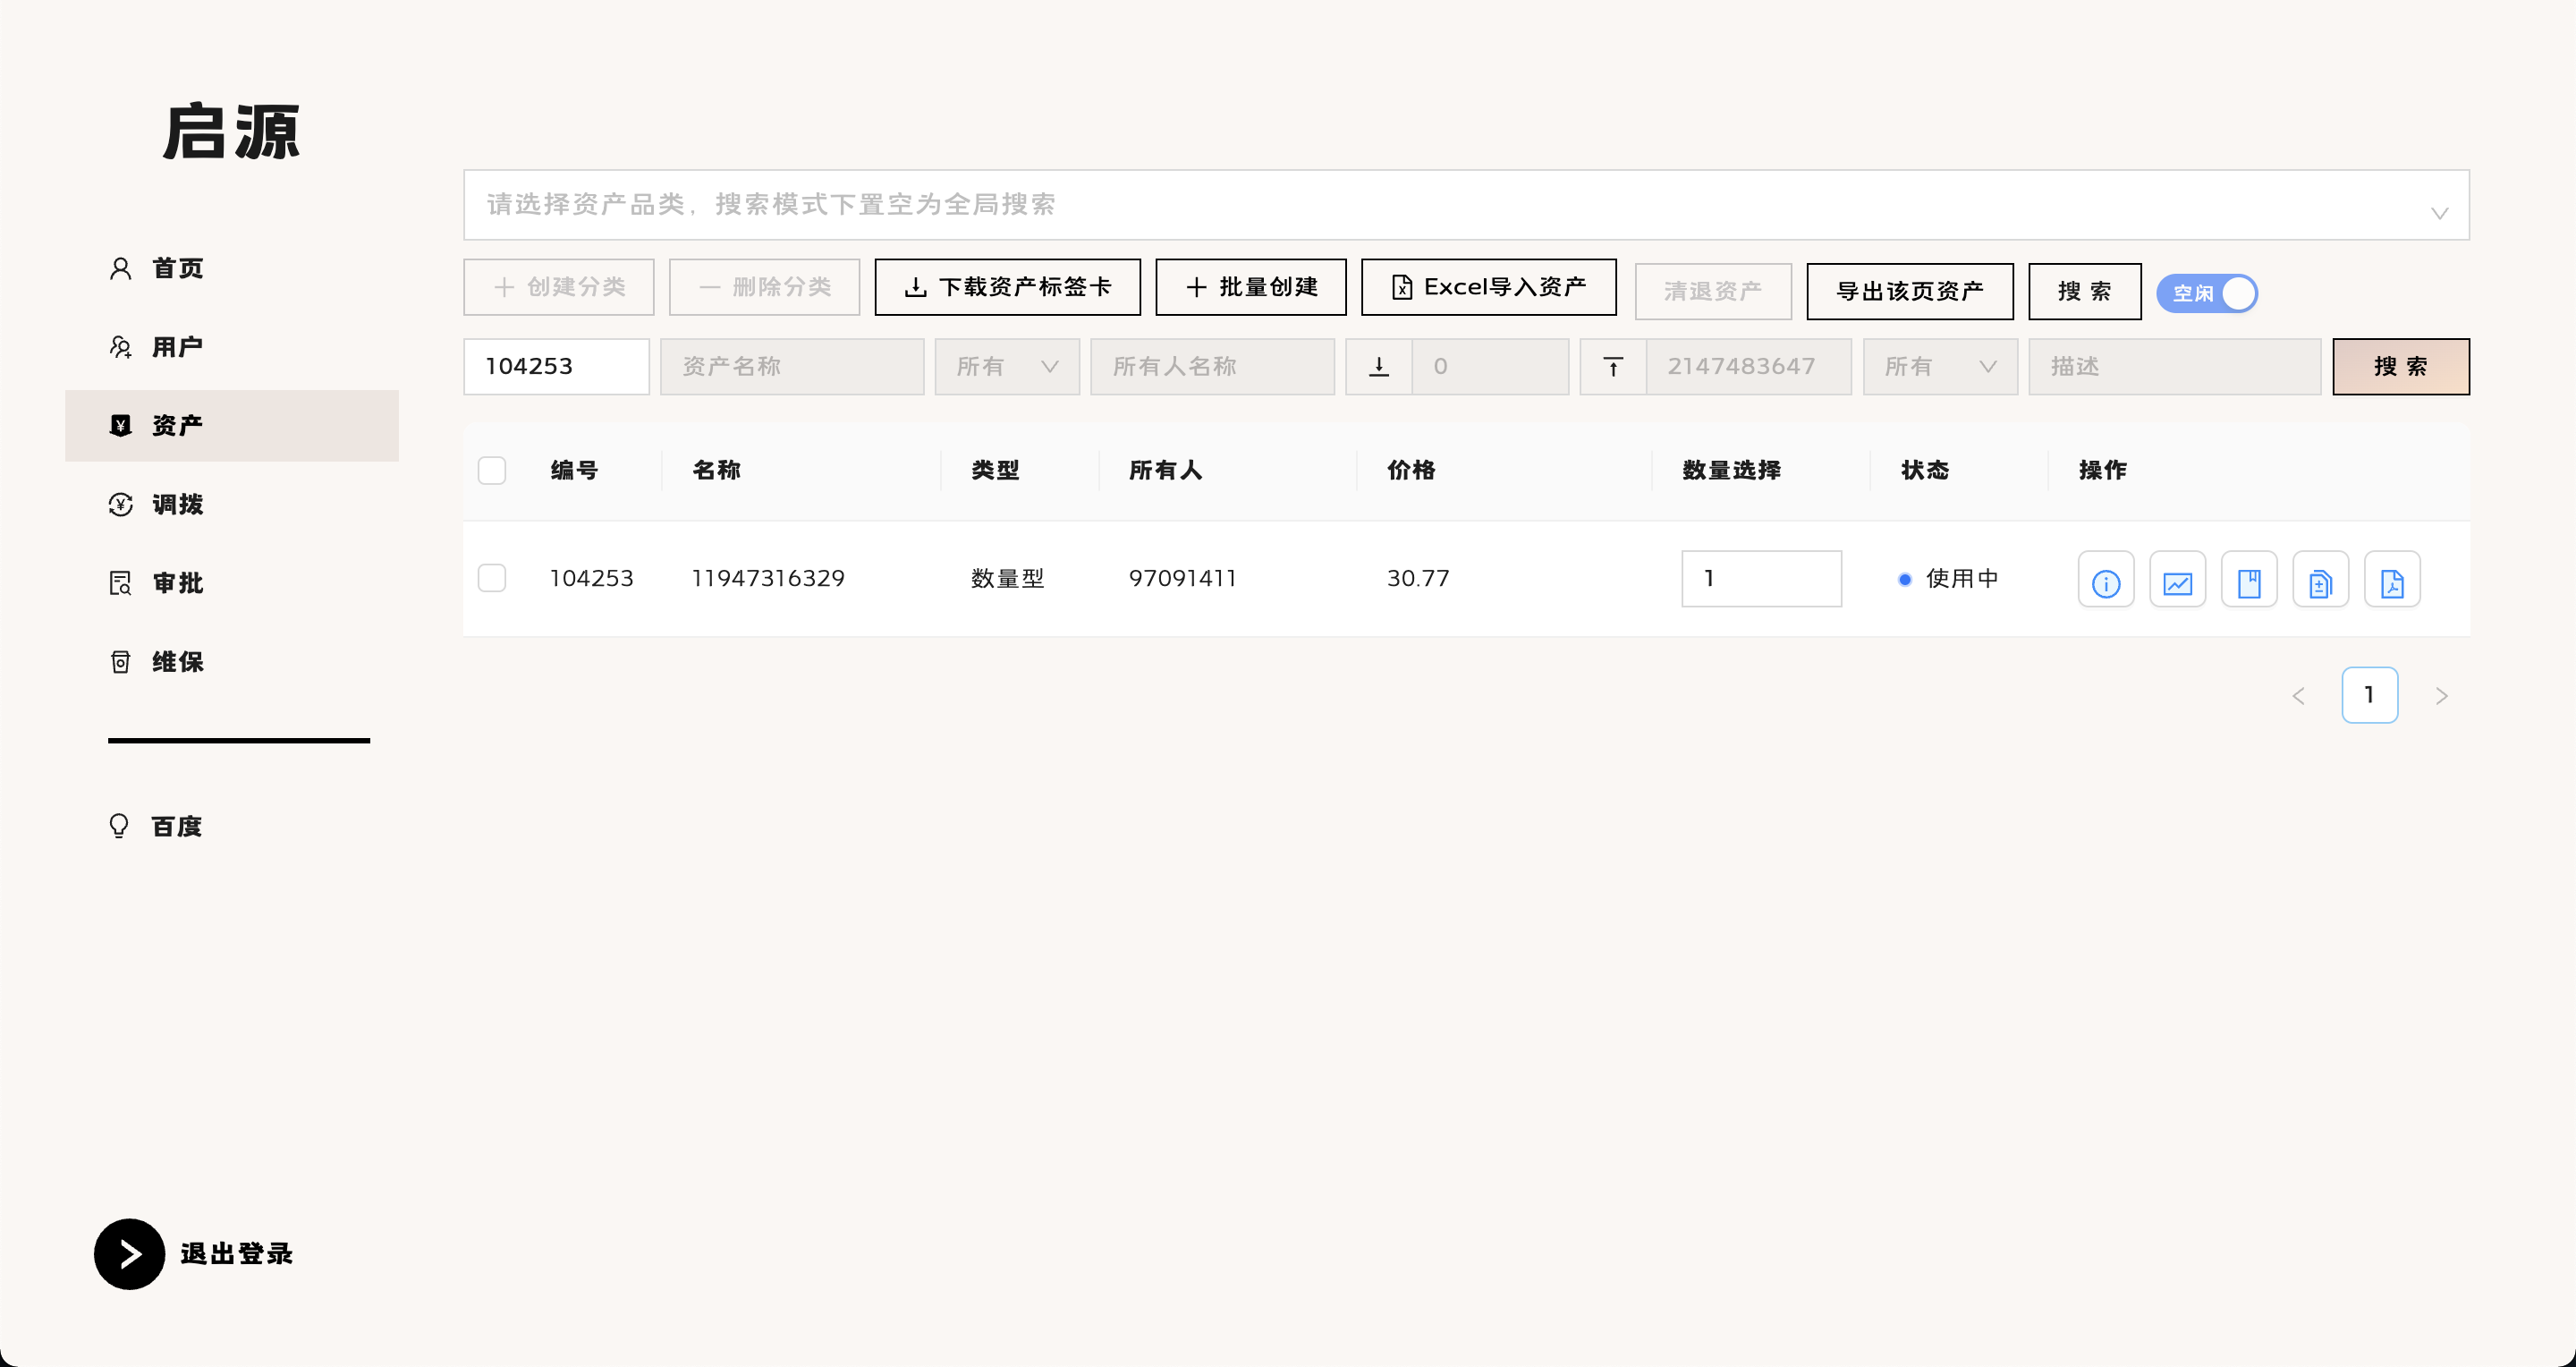 启源
首页
用户
资产
调拨
审批
维保
百度
退出登录
请选择资产品类，搜索模式下置空为全局搜索
创建分类 删除分类 下载资产标签卡 批量创建 Excel导入资产 清退资产 导出该页资产 搜 索 空闲
104253 资产名称 所有 所有人名称 0 2147483647 所有 描述 搜 索
编号 名称 类型 所有人 价格 数量选择 状态 操作
104253 11947316329 数量型 97091411 30.77 1 使用中
1